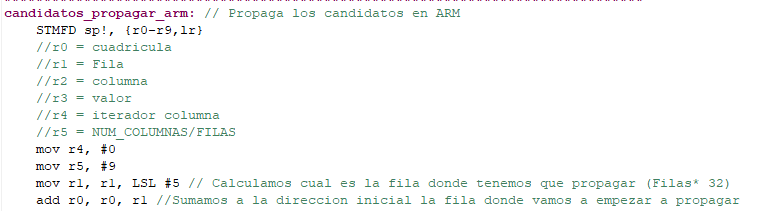 candidatos_propagar_arm: // Propaga los candidatos en ARM
STMFD sp!, {r0-r9,lr}
//r0 = cuadricula
//r1 = Fila
//r2 = columna
//r3 = valor
//r4 = iterador columna
//r5 = NUM_COLUMNAS/FILAS
mov r4, #0
mov r5, #9
mov r1, r1, LSL #5 // Calculamos cual es la fila donde tenemos que propagar (Filas* 32)
add r0, r0, r1 //Sumamos a la direccion inicial la fila donde vamos a empezar a propagar